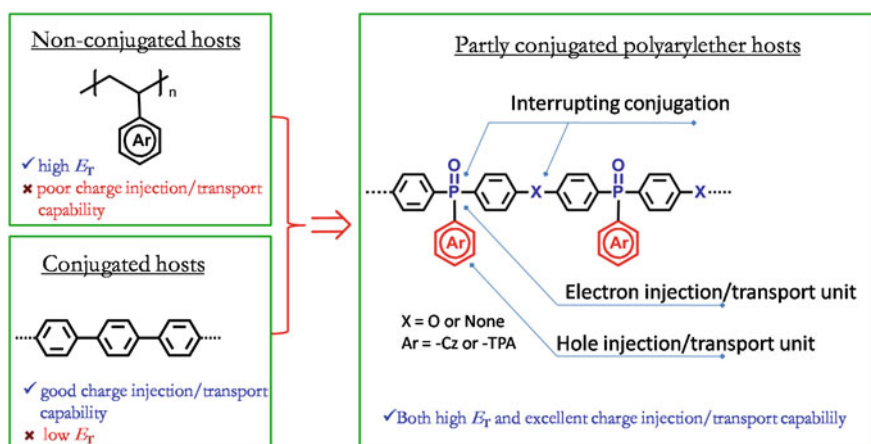 Non-conjugated hosts
n
Ar
✓ high E_T
✖ poor charge injection/transport
capability
Conjugated hosts
✓ good charge injection/transport
capability
✖ low E_T
Partly conjugated polyarylether hosts
Interrupting conjugation
O
O
P
X
P
X
Ar
Ar
Electron injection/transport unit
X = O or None
Ar = -Cz or -TPA
Hole injection/transport unit
✓Both high E_T and excellent charge injection/transport capabilily